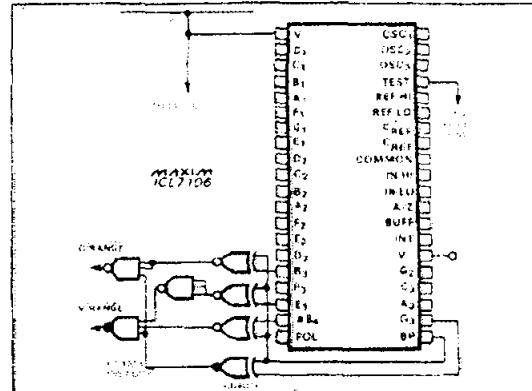 V
D1
C1
B1
A1
F1
G1
E1
D2
C2
B2
A2
F2
E2
D3
B3
F3
E3
AB4
POL
OSC1
OSC2
OSC3
TEST
REF HI
REF LO
CREF
CREF
COMMON
IN HI
IN LO
A/Z
BUFF
INT
V
G2
C3
A3
G3
BP
MAXIM
ICL7106
O/RANGE
U/RANGE